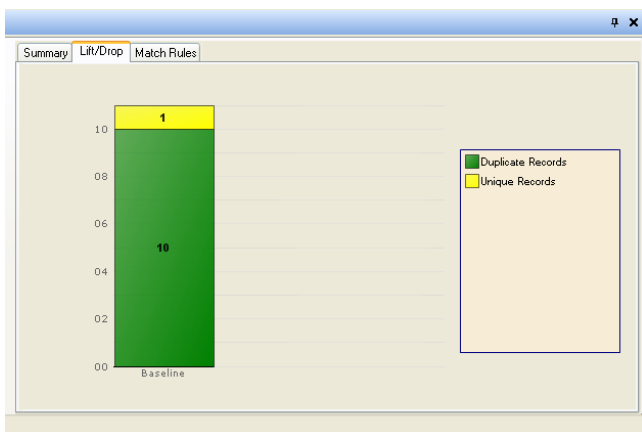 Summary Lift/Drop Match Rules
1
10
08
06
04
02
00
10
Baseline
Duplicate Records
Unique Records